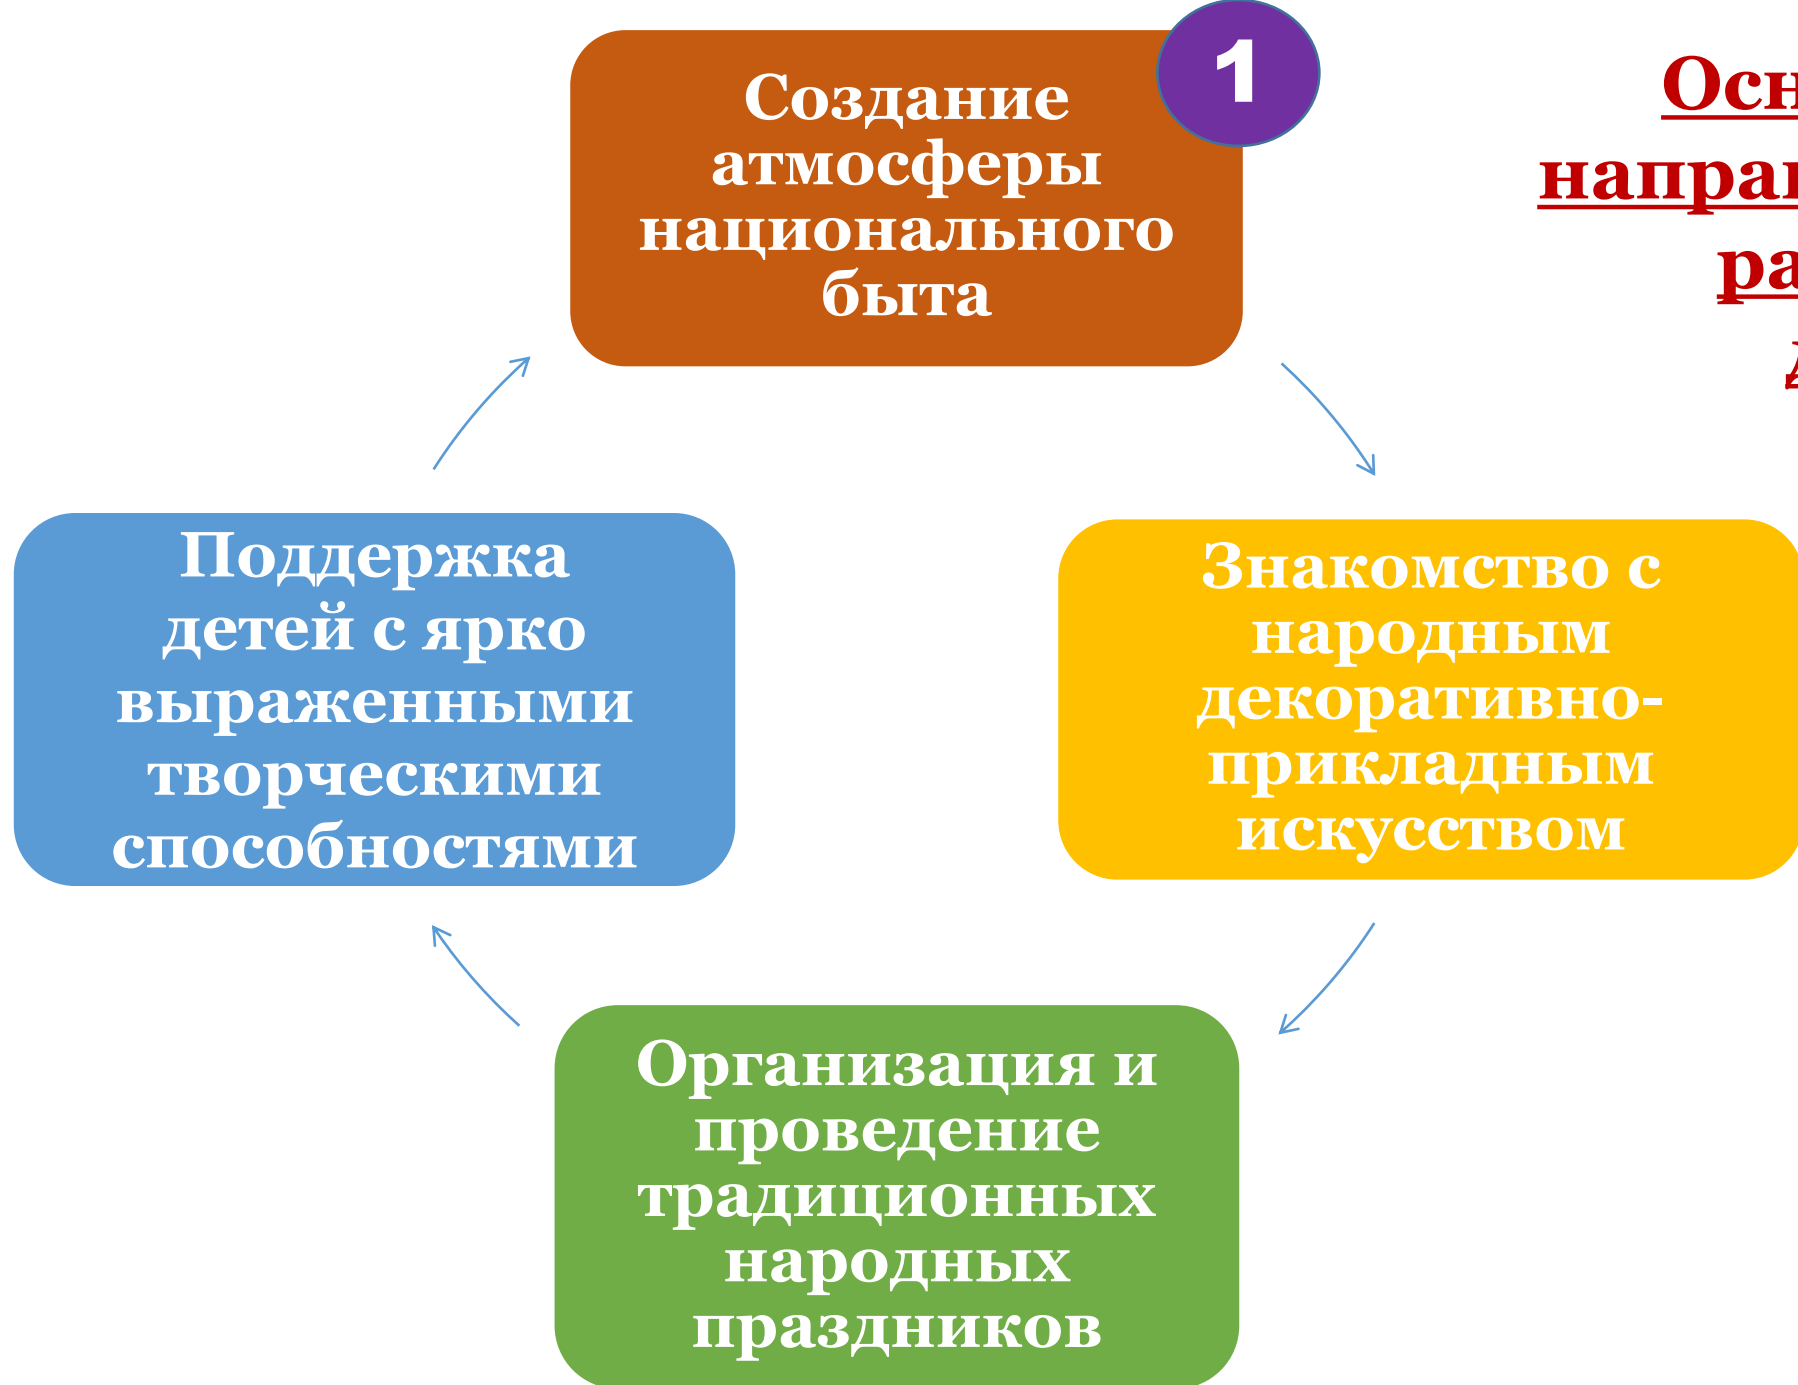 Создание
атмосферы
национального
быта
1
Знакомство с
народным
декоративно-
прикладным
искусством
Организация и
проведение
традиционных
народных
праздников
Поддержка
детей с ярко
выраженными
творческими
способностями